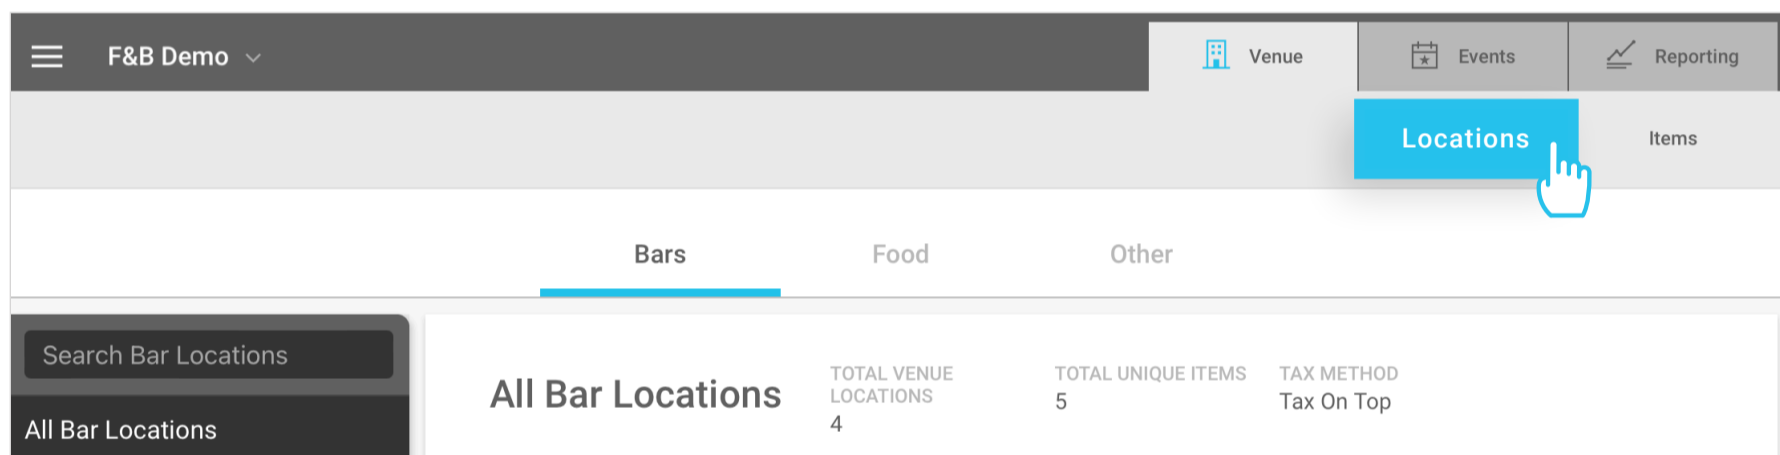 F&B Demo
Venue
Events
Reporting
Locations
Items
Bars
Food
Other
Search Bar Locations
All Bar Locations
All Bar Locations
TOTAL VENUE
LOCATIONS
4
TOTAL UNIQUE ITEMS
5
TAX METHOD
Tax On Top